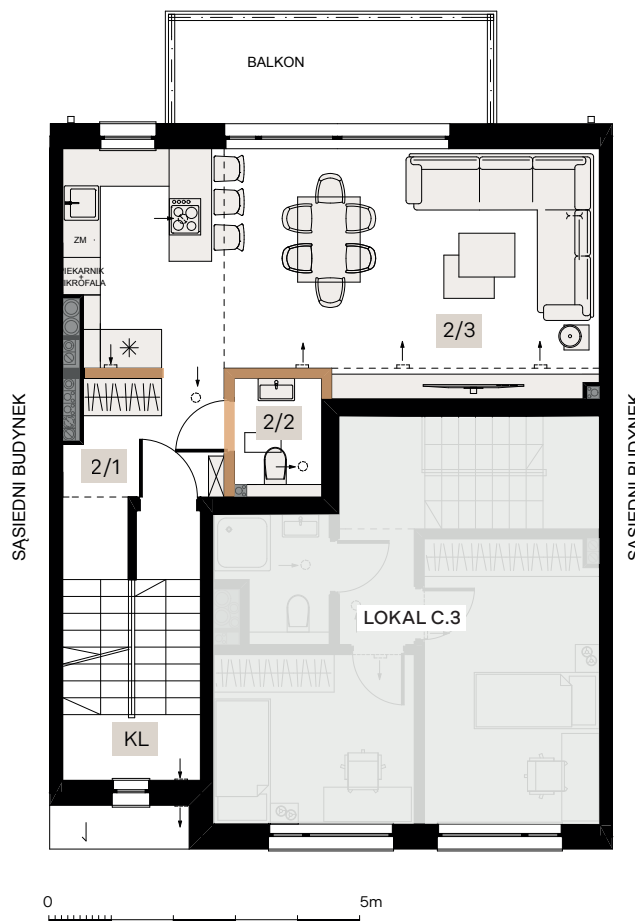 BALKON
ZM
PIEKARNIK
+
MIKROFALA
2/3
2/2
2/1
SĄSIEDNI BUDYNEK
SĄSIEDNI BUDYNEK
LOKAL C.3
KL
0 5m